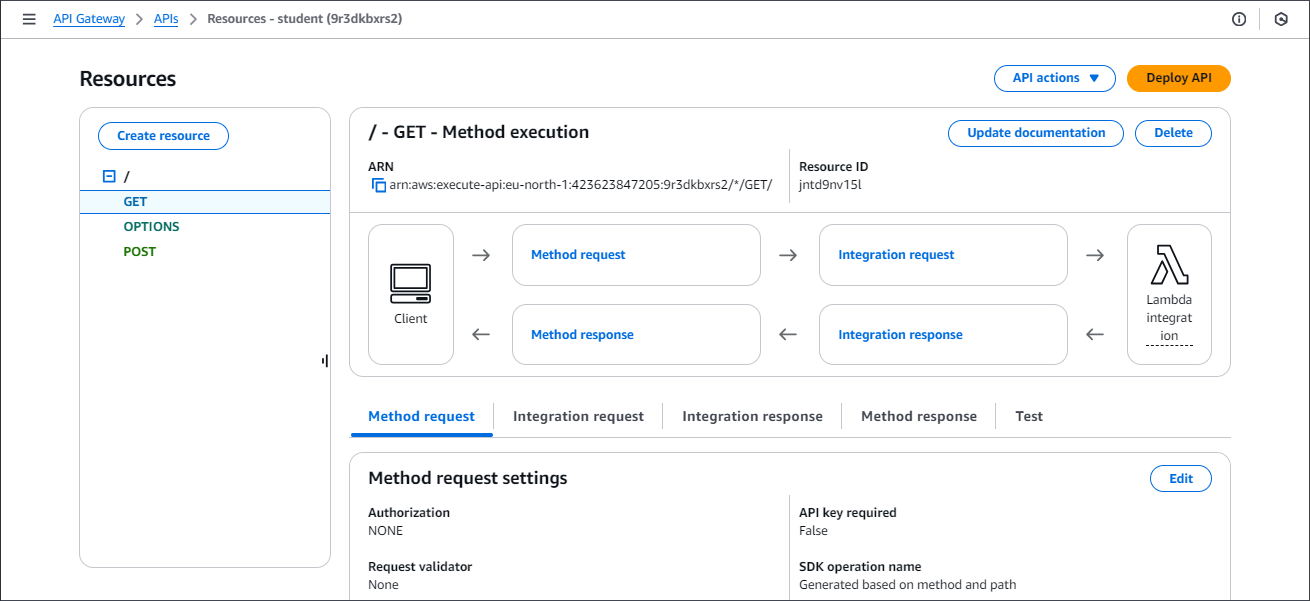 API Gateway > APIs > Resources - student (9r3dkbxrs2)
Resources
API actions
Deploy API
Create resource
/
GET
OPTIONS
POST
/ - GET - Method execution
Update documentation
Delete
ARN
arn:aws:execute-api:eu-north-1:423623847205:9r3dkbxrs2/*/GET/
Resource ID
jntd9nv15l
Client
Method request
Integration request
Method response
Integration response
Lambda
integrat
ion
Method request
Integration request
Integration response
Method response
Test
Method request settings
Edit
Authorization
NONE
API key required
False
Request validator
None
SDK operation name
Generated based on method and path